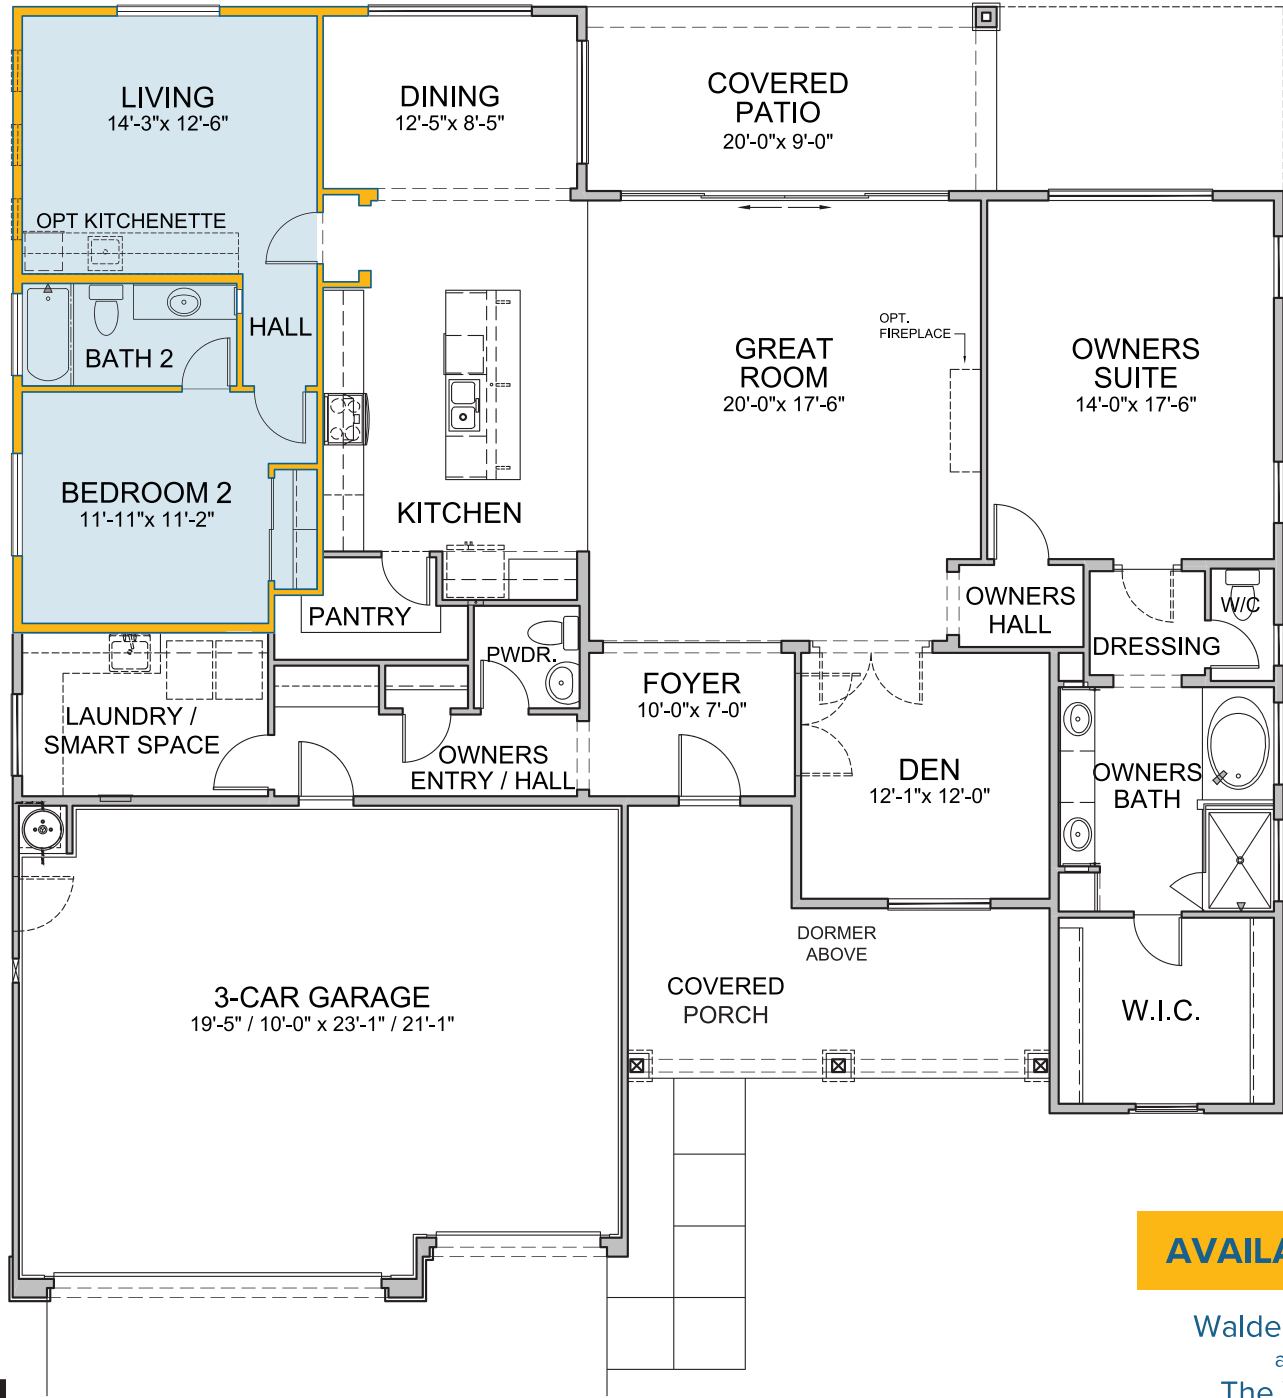 LIVING
14'-3"x 12'-6"
DINING
12'-5"x 8'-5"
COVERED
PATIO
20'-0"x 9'-0"
OPT KITCHENETTE
HALL
BATH 2
OPT.
FIREPLACE
GREAT
ROOM
20'-0"x 17'-6"
OWNERS
SUITE
14'-0"x 17'-6"
BEDROOM 2
11'-11"x 11'-2"
KITCHEN
PANTRY
PWDR.
OWNERS
HALL
W/C
DRESSING
LAUNDRY /
SMART SPACE
FOYER
10'-0"x 7'-0"
OWNERS
ENTRY / HALL
DEN
12'-1"x 12'-0"
OWNERS
BATH
DORMER
ABOVE
COVERED
PORCH
3-CAR GARAGE
19'-5" / 10'-0" x 23'-1" / 21'-1"
W.I.C.
The